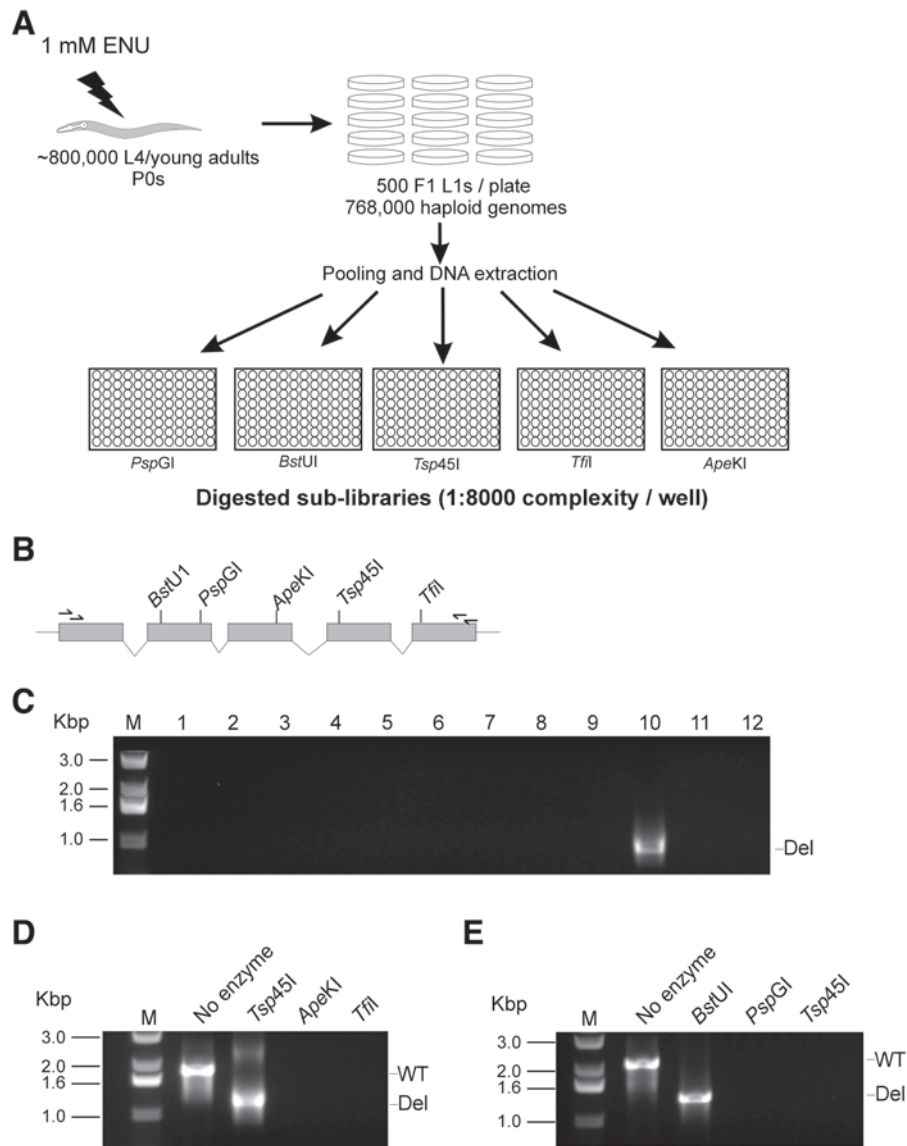 A
1 mM ENU
~800,000 L4/young adults
P0s
500 F1 L1s / plate
768,000 haploid genomes
Pooling and DNA extraction
PspGI
BstUI
Tsp45I
TfiI
ApeKI
Digested sub-libraries (1:8000 complexity / well)
B
BstU1
PspGI
ApeKI
Tsp45I
TfiI
C
Kbp M 1 2 3 4 5 6 7 8 9 10 11 12
3.0
2.0
1.6
1.0
Del
D
Kbp M No enzyme Tsp45I ApeKI TfiI
3.0
2.0
1.6
1.0
WT
Del
E
Kbp M No enzyme BstUI PspGI Tsp45I
3.0
2.0
1.6
1.0
WT
Del